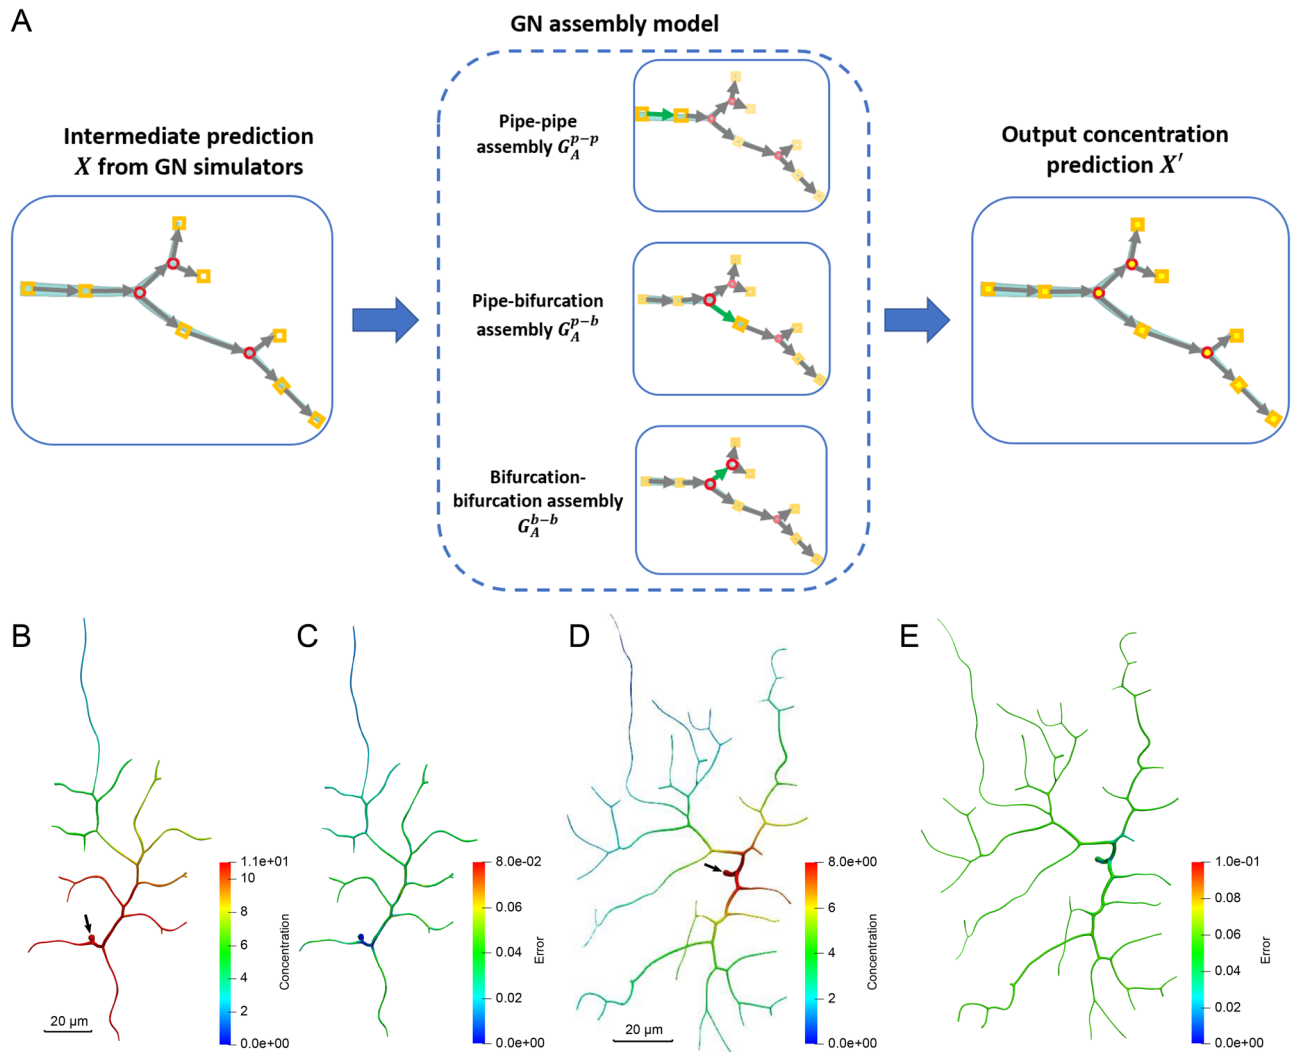 A
GN assembly model
Intermediate prediction
X from GN simulators
Pipe-pipe
assembly G_A^{p-p}
Pipe-bifurcation
assembly G_A^{p-b}
Bifurcation-
bifurcation assembly
G_A^{b-b}
Output concentration
prediction X′
B
1.1e+01
10
8
6
4
2
0.0e+00
Concentration
20 μm
C
8.0e-02
0.06
0.04
0.02
0.0e+00
Error
D
8.0e+00
6
4
2
0.0e+00
Concentration
20 μm
E
1.0e-01
0.08
0.06
0.04
0.02
0.0e+00
Error